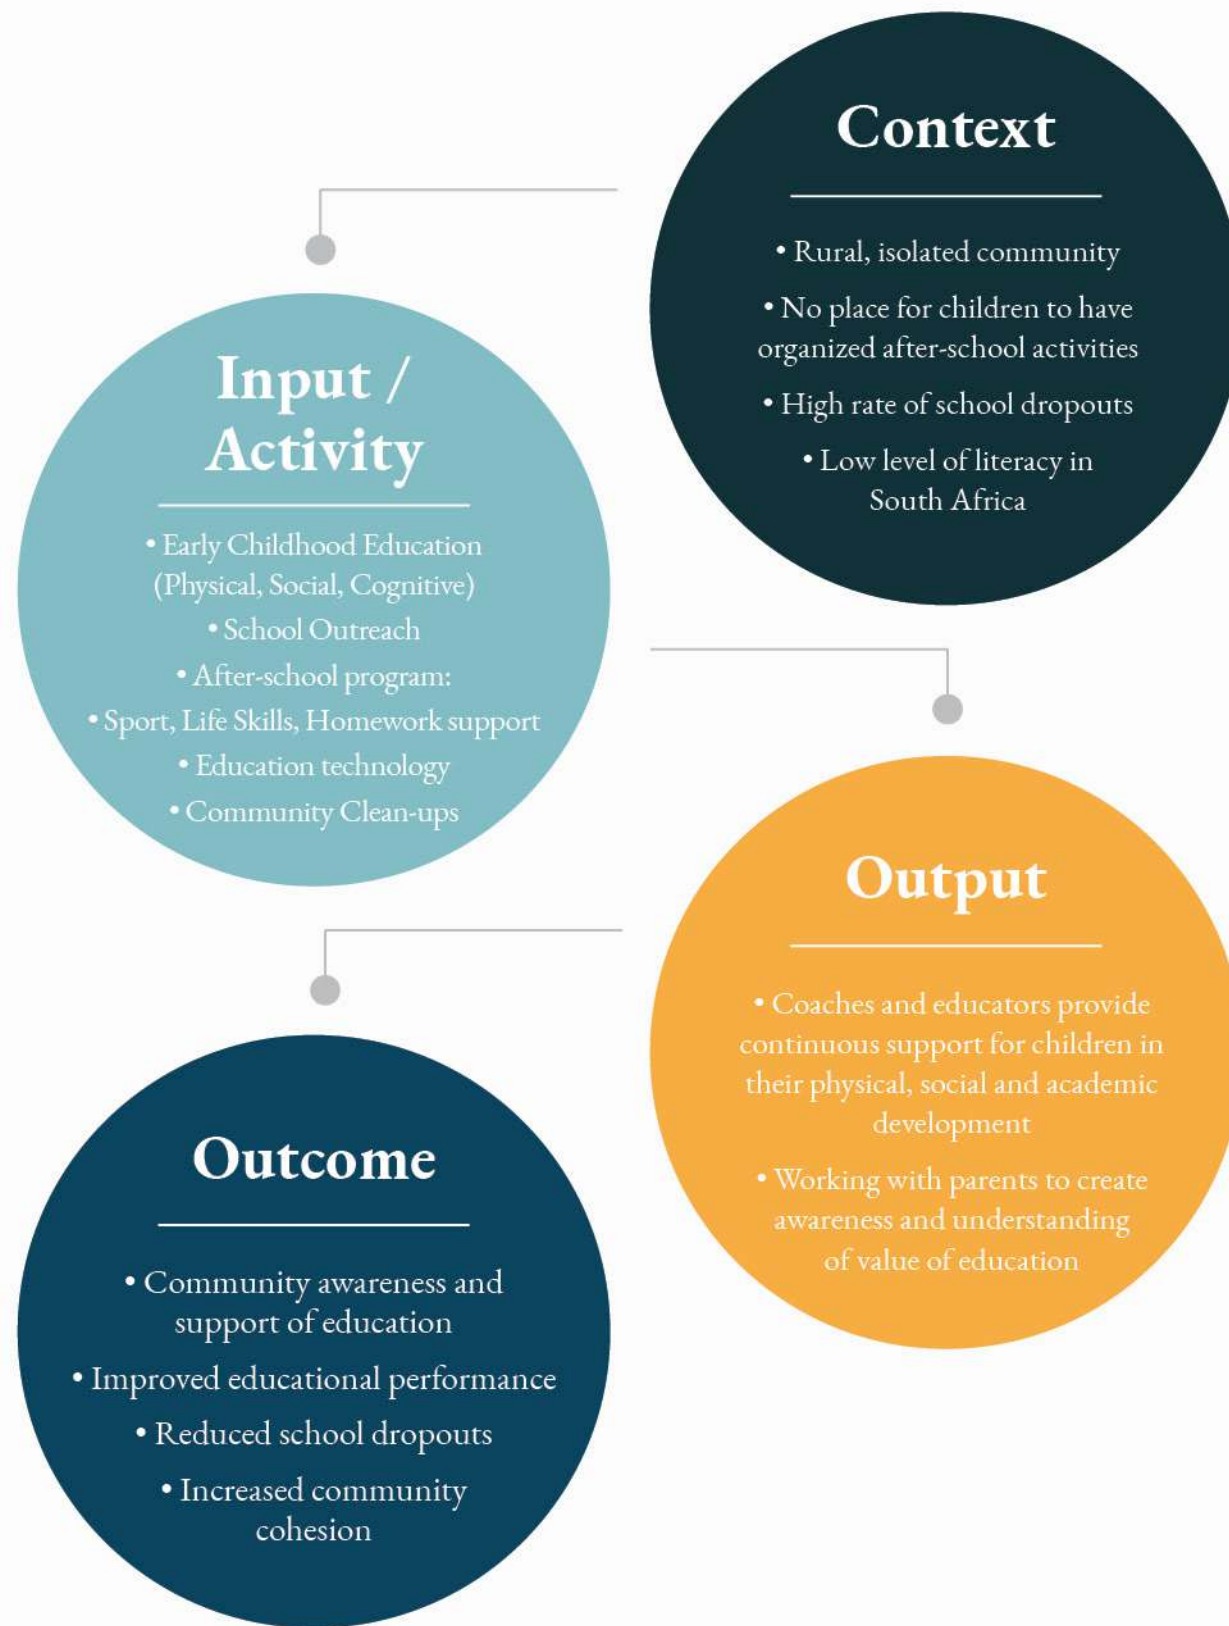 Context
• Rural, isolated community
• No place for children to have
organized after-school activities
• High rate of school dropouts
• Low level of literacy in
South Africa
Input /
Activity
• Early Childhood Education
(Physical, Social, Cognitive)
• School Outreach
• After-school program:
• Sport, Life Skills, Homework support
• Education technology
• Community Clean-ups
Output
• Coaches and educators provide
continuous support for children in
their physical, social and academic
development
• Working with parents to create
awareness and understanding
of value of education
Outcome
• Community awareness and
support of education
• Improved educational performance
• Reduced school dropouts
• Increased community
cohesion